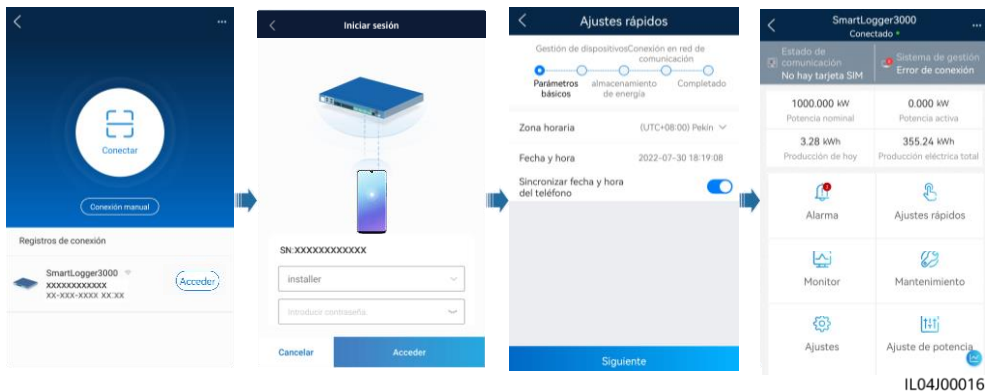 ...
Conectar
Conexión manual
Registros de conexión
SmartLogger3000
XXXXXXXXXXXX
XX-XXX-XXXX XX:XX
Acceder
Iniciar sesión
SN:XXXXXXXXXXXX
installer
Introducir contraseña
Cancelar
Acceder
Ajustes rápidos
Gestión de dispositivosConexión en red de
comunicación
Parámetros almacenamiento Completado
básicos de energía
Zona horaria (UTC+08:00) Pekín
Fecha y hora 2022-07-30 18:19:08
Sincronizar fecha y hora
del teléfono
Siguiente
SmartLogger3000
...
Conectado
Estado de
comunicación
No hay tarjeta SIM
Sistema de gestión
Error de conexión
1000.000 kW 0.000 kW
Potencia nominal Potencia activa
3.28 kWh 355.24 kWh
Producción de hoy Producción eléctrica total
Alarma Ajustes rápidos
Monitor Mantenimiento
Ajustes Ajuste de potencia
IL04J00016